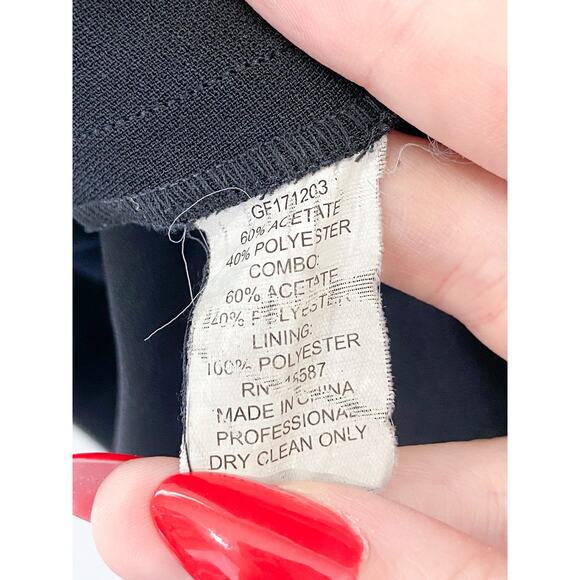 GF171203
60% ACETATE
40% POLYESTER
COMBO:
60% ACETATE
40% POLYESTER
LINING:
100% POLYESTER
MADE IN CHINA
PROFESSIONAL
DRY CLEAN ONLY